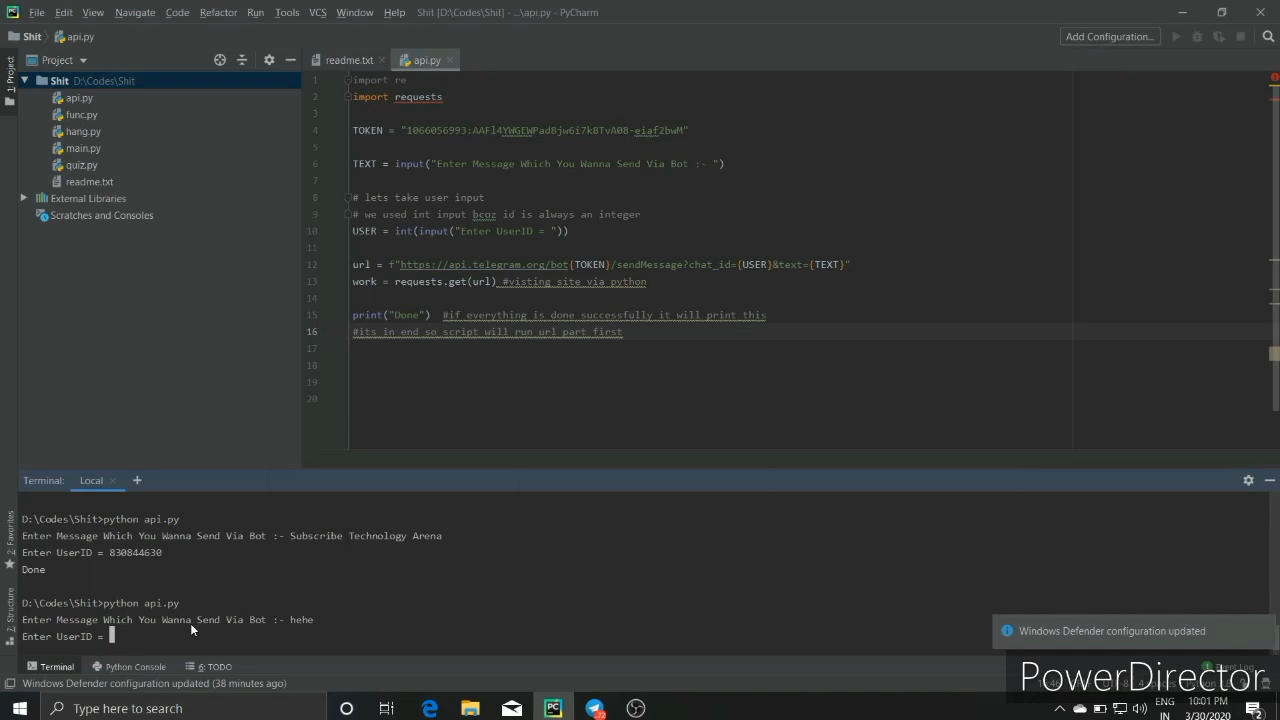 File Edit View Navigate Code Refactor Run Tools VCS Window Help Shit [D:\Codes\Shit] - ...\api.py - PyCharm
Shit api.py Add Configuration...
1: Project
Project readme.txt api.py
Shit D:\Codes\Shit
api.py
func.py
hang.py
main.py
quiz.py
readme.txt
External Libraries
Scratches and Consoles
1 import re
2 import requests
3
4 TOKEN = "1066056993:AAFl4YWGEWPad8jw6i7k8TvA08-eiaf2bwM"
5
6 TEXT = input("Enter Message Which You Wanna Send Via Bot :- ")
7
8 # lets take user input
9 # we used int input bcoz id is always an integer
10 USER = int(input("Enter UserID = "))
11
12 url = f"https://api.telegram.org/bot{TOKEN}/sendMessage?chat_id={USER}&text={TEXT}"
13 work = requests.get(url) #visting site via python
14
15 print("Done") #if everything is done successfully it will print this
16 #its in end so script will run url part first
17
18
19
20
Terminal: Local
2: Favorites
7: Structure
D:\Codes\Shit>python api.py
Enter Message Which You Wanna Send Via Bot :- Subscribe Technology Arena
Enter UserID = 830844630
Done
D:\Codes\Shit>python api.py
Enter Message Which You Wanna Send Via Bot :- hehe
Enter UserID =
Windows Defender configuration updated
Terminal Python Console 6: TODO Event Log
Windows Defender configuration updated (38 minutes ago)
PowerDirector
Type here to search
ENG
IN
10:01 PM
3/30/2020
2